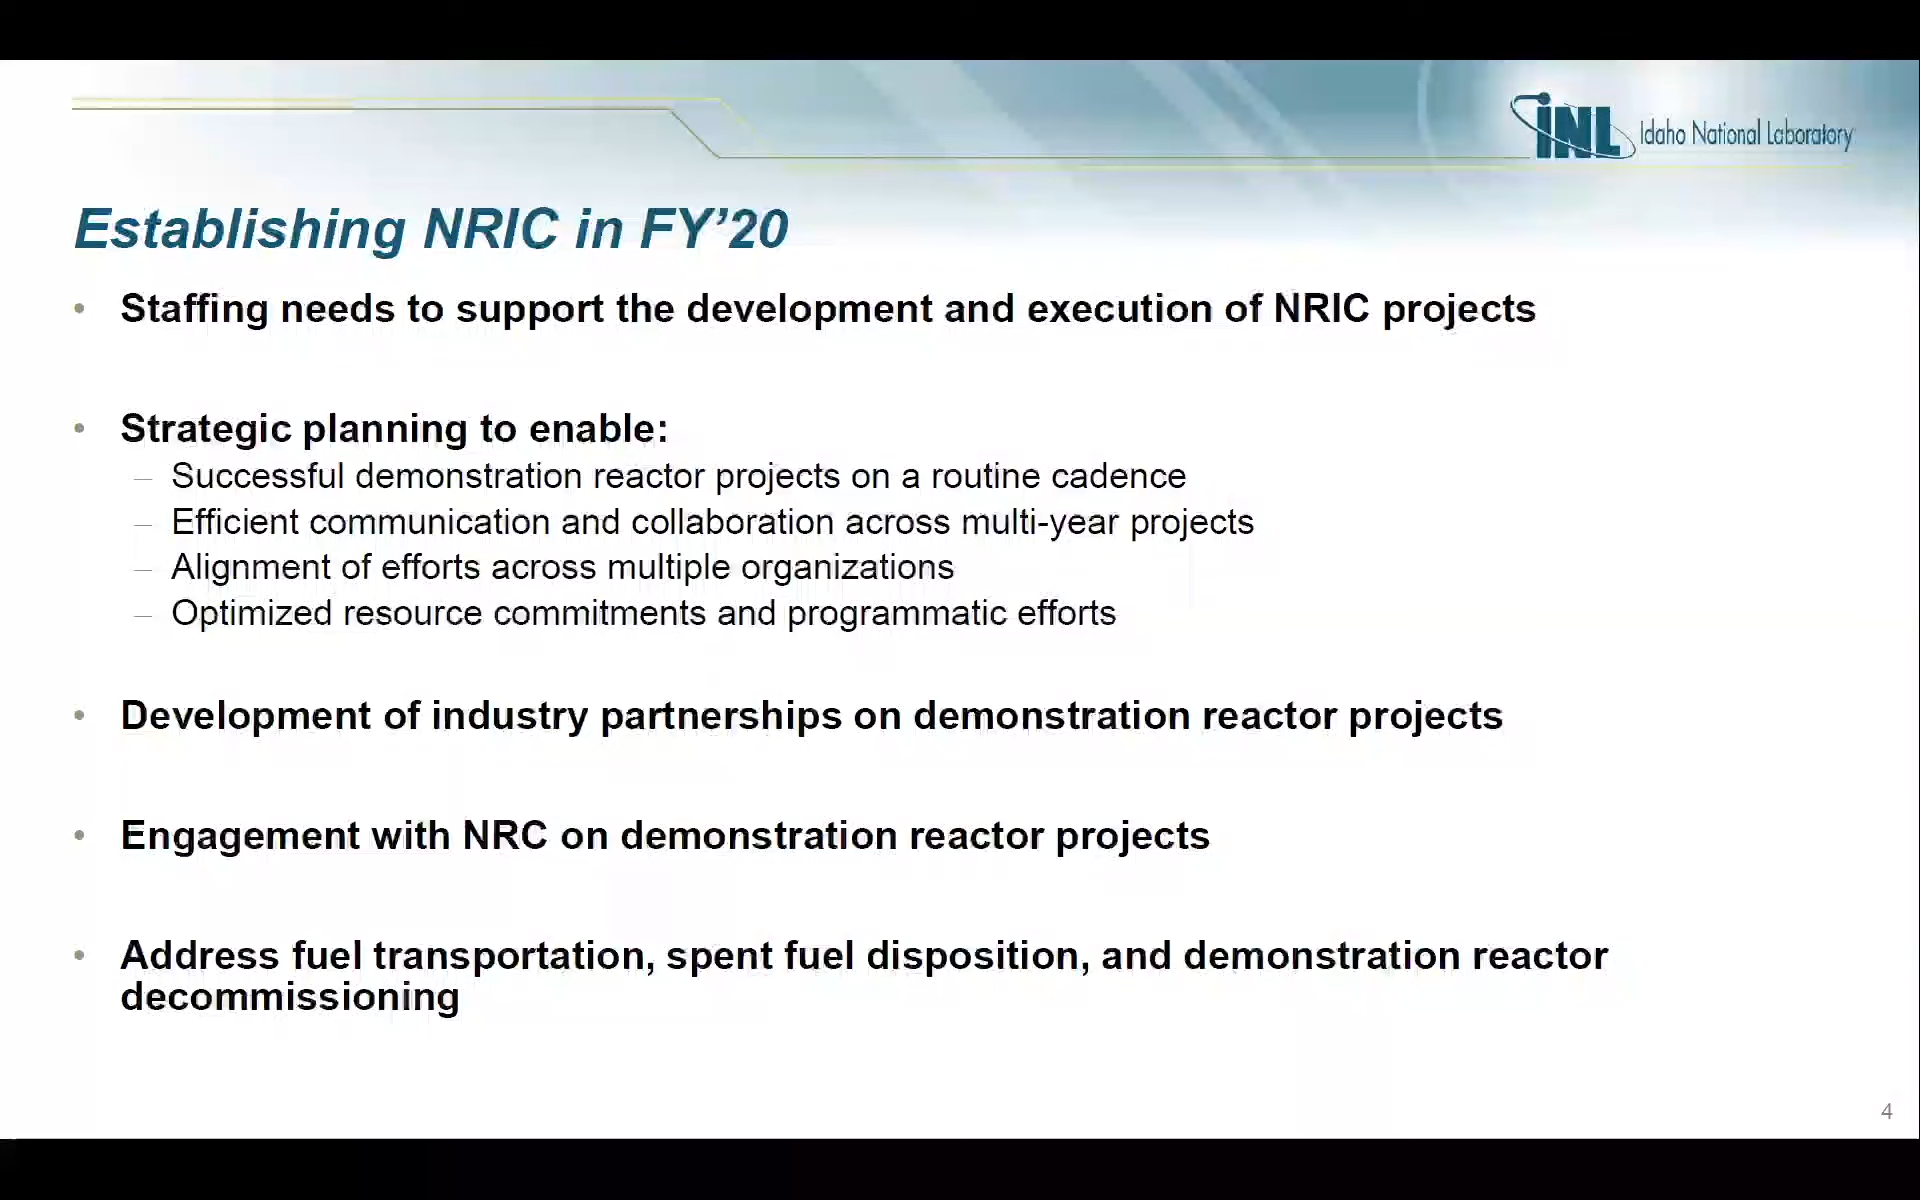 INL Idaho National Laboratory
Establishing NRIC in FY’20
• Staffing needs to support the development and execution of NRIC projects
• Strategic planning to enable:
– Successful demonstration reactor projects on a routine cadence
– Efficient communication and collaboration across multi-year projects
– Alignment of efforts across multiple organizations
– Optimized resource commitments and programmatic efforts
• Development of industry partnerships on demonstration reactor projects
• Engagement with NRC on demonstration reactor projects
• Address fuel transportation, spent fuel disposition, and demonstration reactor
decommissioning
4